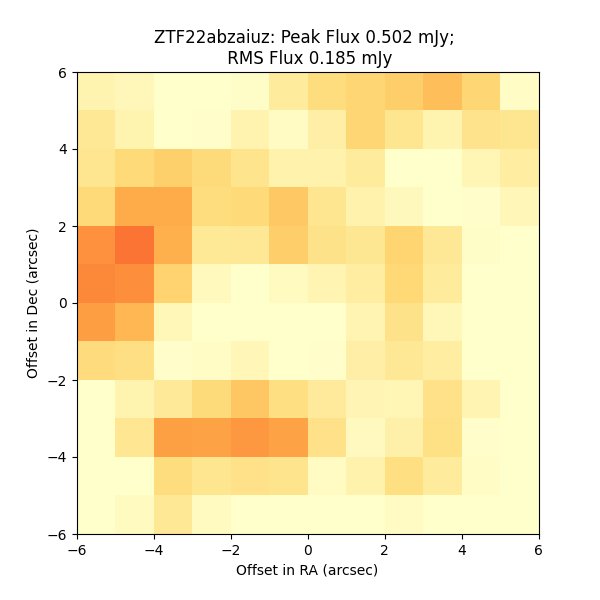 ZTF22abzaiuz: Peak Flux 0.502 mJy;
RMS Flux 0.185 mJy
6
4
2
0
−2
−4
−6
Offset in Dec (arcsec)
−6 −4 −2 0 2 4 6
Offset in RA (arcsec)